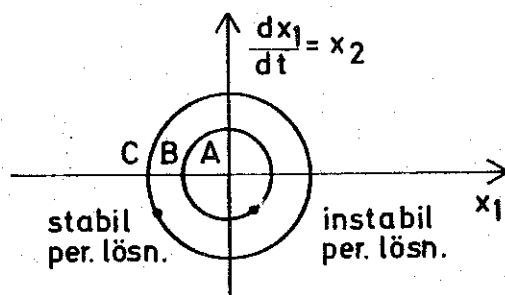 dx₁/dt = x₂
C B A
x₁
stabil
per. lösn.
instabil
per. lösn.